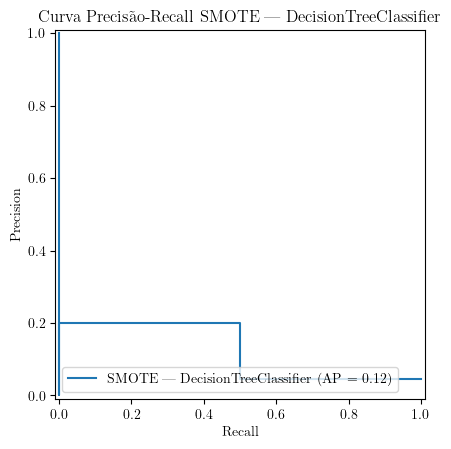 Curva Precisão-Recall SMOTE — DecisionTreeClassifier
1.0
0.8
0.6
0.4
0.2
0.0
Precision
SMOTE — DecisionTreeClassifier (AP = 0.12)
0.0 0.2 0.4 0.6 0.8 1.0
Recall